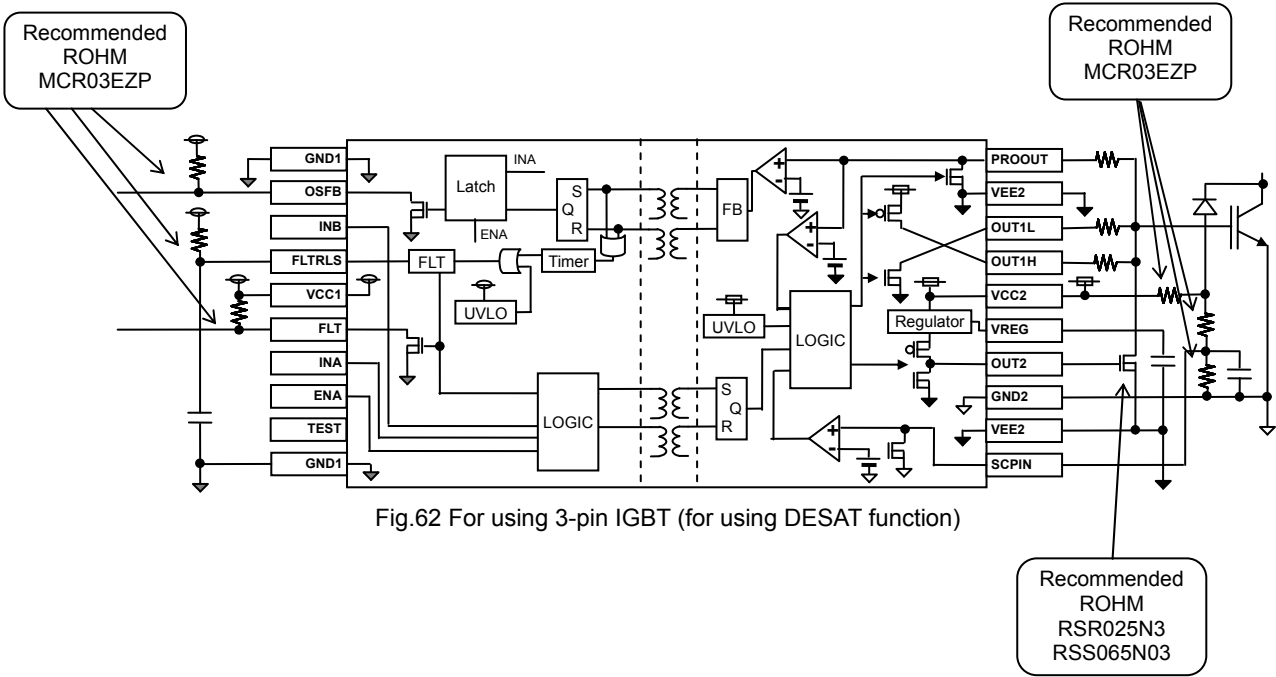 Recommended
ROHM
MCR03EZP
Recommended
ROHM
MCR03EZP
GND1
OSFB
INB
FLTRLS
VCC1
FLT
INA
ENA
TEST
GND1
Latch
INA
ENA
S
Q
R
FLT
Timer
UVLO
LOGIC
FB
+
-
+
-
UVLO
LOGIC
Regulator
S
Q
R
+
-
PROOUT
VEE2
OUT1L
OUT1H
VCC2
VREG
OUT2
GND2
VEE2
SCPIN
Fig.62 For using 3-pin IGBT (for using DESAT function)
Recommended
ROHM
RSR025N3
RSS065N03